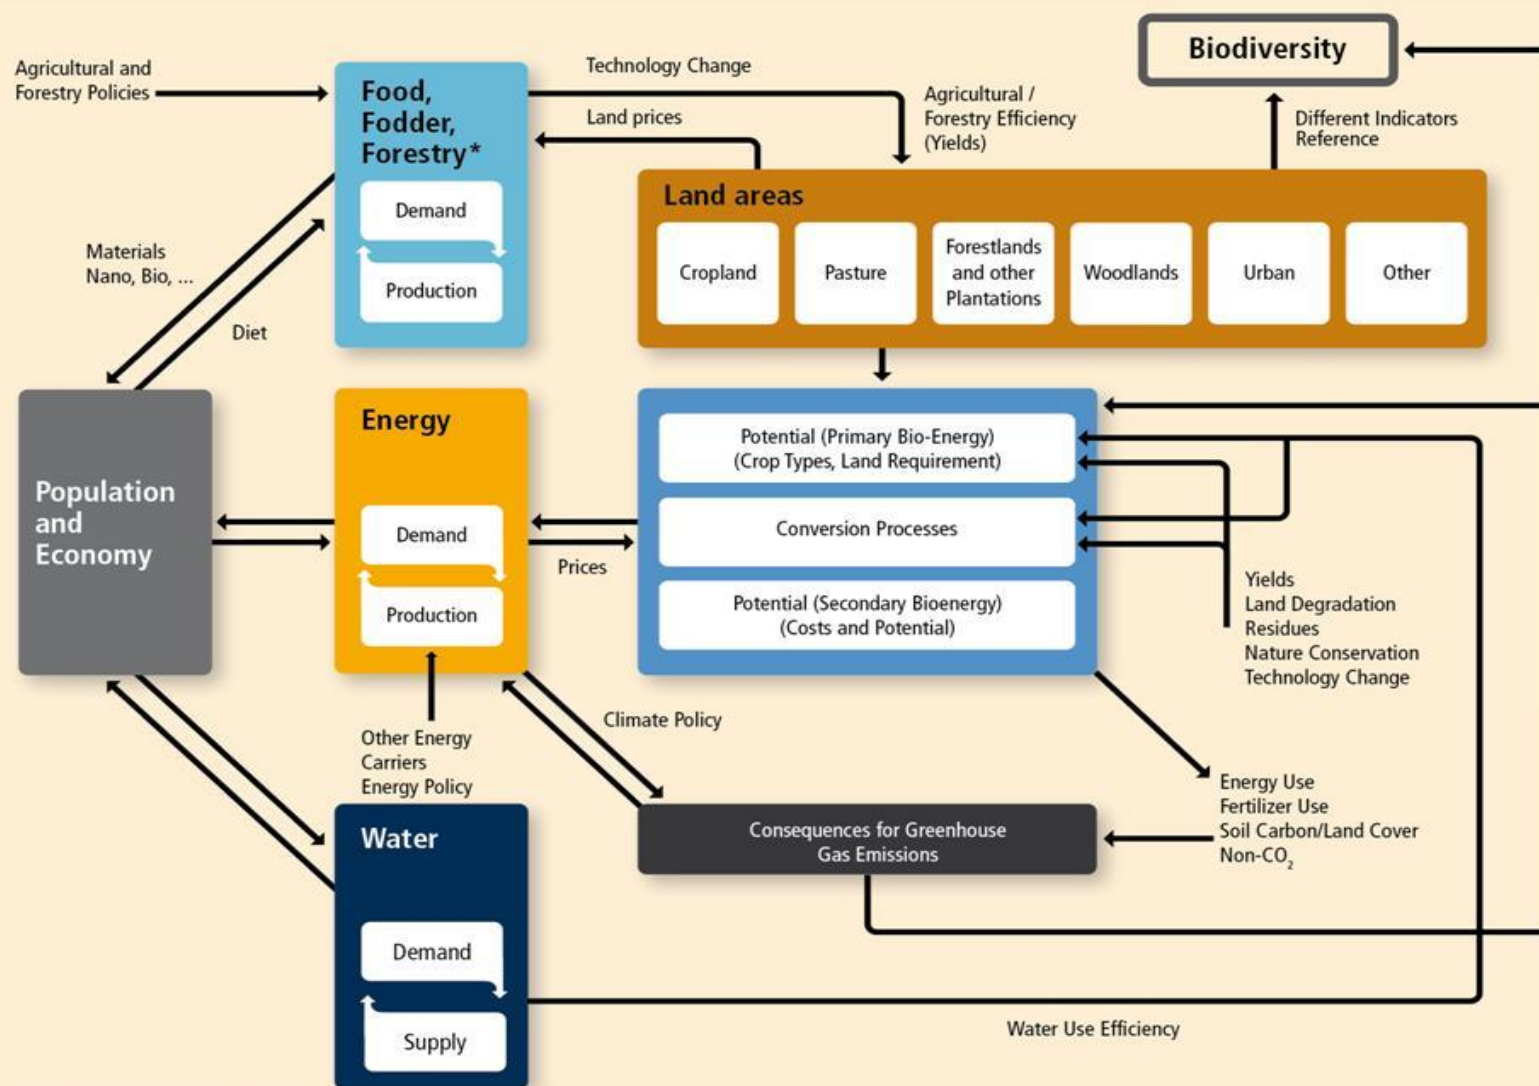 Biodiversity
Agricultural and
Forestry Policies
Food,
Fodder,
Forestry*
Demand
Production
Technology Change
Land prices
Agricultural /
Forestry Efficiency
(Yields)
Different Indicators
Reference
Land areas
Cropland
Pasture
Forestlands
and other
Plantations
Woodlands
Urban
Other
Materials
Nano, Bio, ...
Diet
Population
and
Economy
Energy
Demand
Production
Prices
Potential (Primary Bio-Energy)
(Crop Types, Land Requirement)
Conversion Processes
Potential (Secondary Bioenergy)
(Costs and Potential)
Yields
Land Degradation
Residues
Nature Conservation
Technology Change
Other Energy
Carriers
Energy Policy
Climate Policy
Energy Use
Fertilizer Use
Soil Carbon/Land Cover
Non-CO₂
Consequences for Greenhouse
Gas Emissions
Water
Demand
Supply
Water Use Efficiency